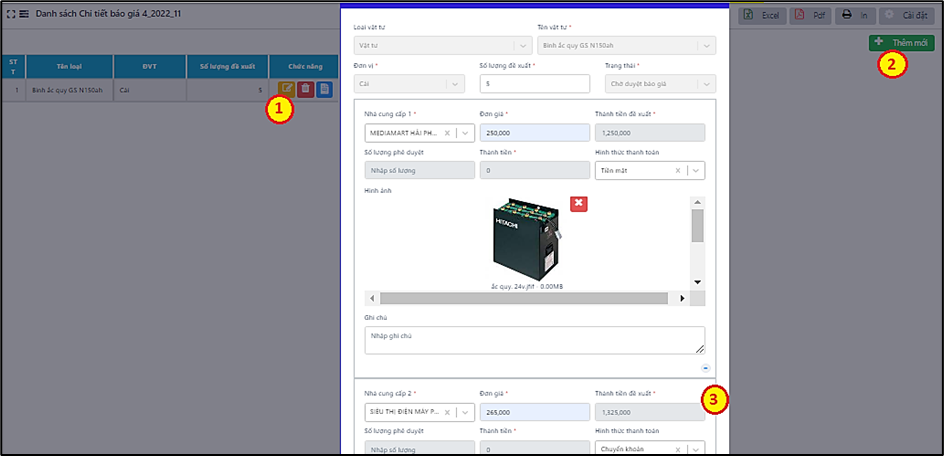 Danh sách Chi tiết báo giá 4_2022_11
Excel
Pdf
In
Cài đặt
Thêm mới
2
STT Tên loại ĐVT Số lượng đề xuất Chức năng
1 Bình ắc quy GS N150ah Cái 5
1
Loại vật tư Tên vật tư *
Vật tư Bình ắc quy GS N150ah
Đơn vị * Số lượng đề xuất * Trạng thái *
Cái 5 Chờ duyệt báo giá
Nhà cung cấp 1 * Đơn giá * Thành tiền đề xuất *
MEDIAMART HẢI PH... 250,000 1,250,000
Số lượng phê duyệt Thành tiền * Hình thức thanh toán
Nhập số lượng 0 Tiền mặt
Hình ảnh
HITACHI
ắc quy. 24v.jfif - 0.00MB
Ghi chú
Nhập ghi chú
Nhà cung cấp 2 * Đơn giá * Thành tiền đề xuất *
3
SIÊU THỊ ĐIỆN MÁY P... 265,000 1,325,000
Số lượng phê duyệt Thành tiền * Hình thức thanh toán
Nhập số lượng 0 Chuyển khoản